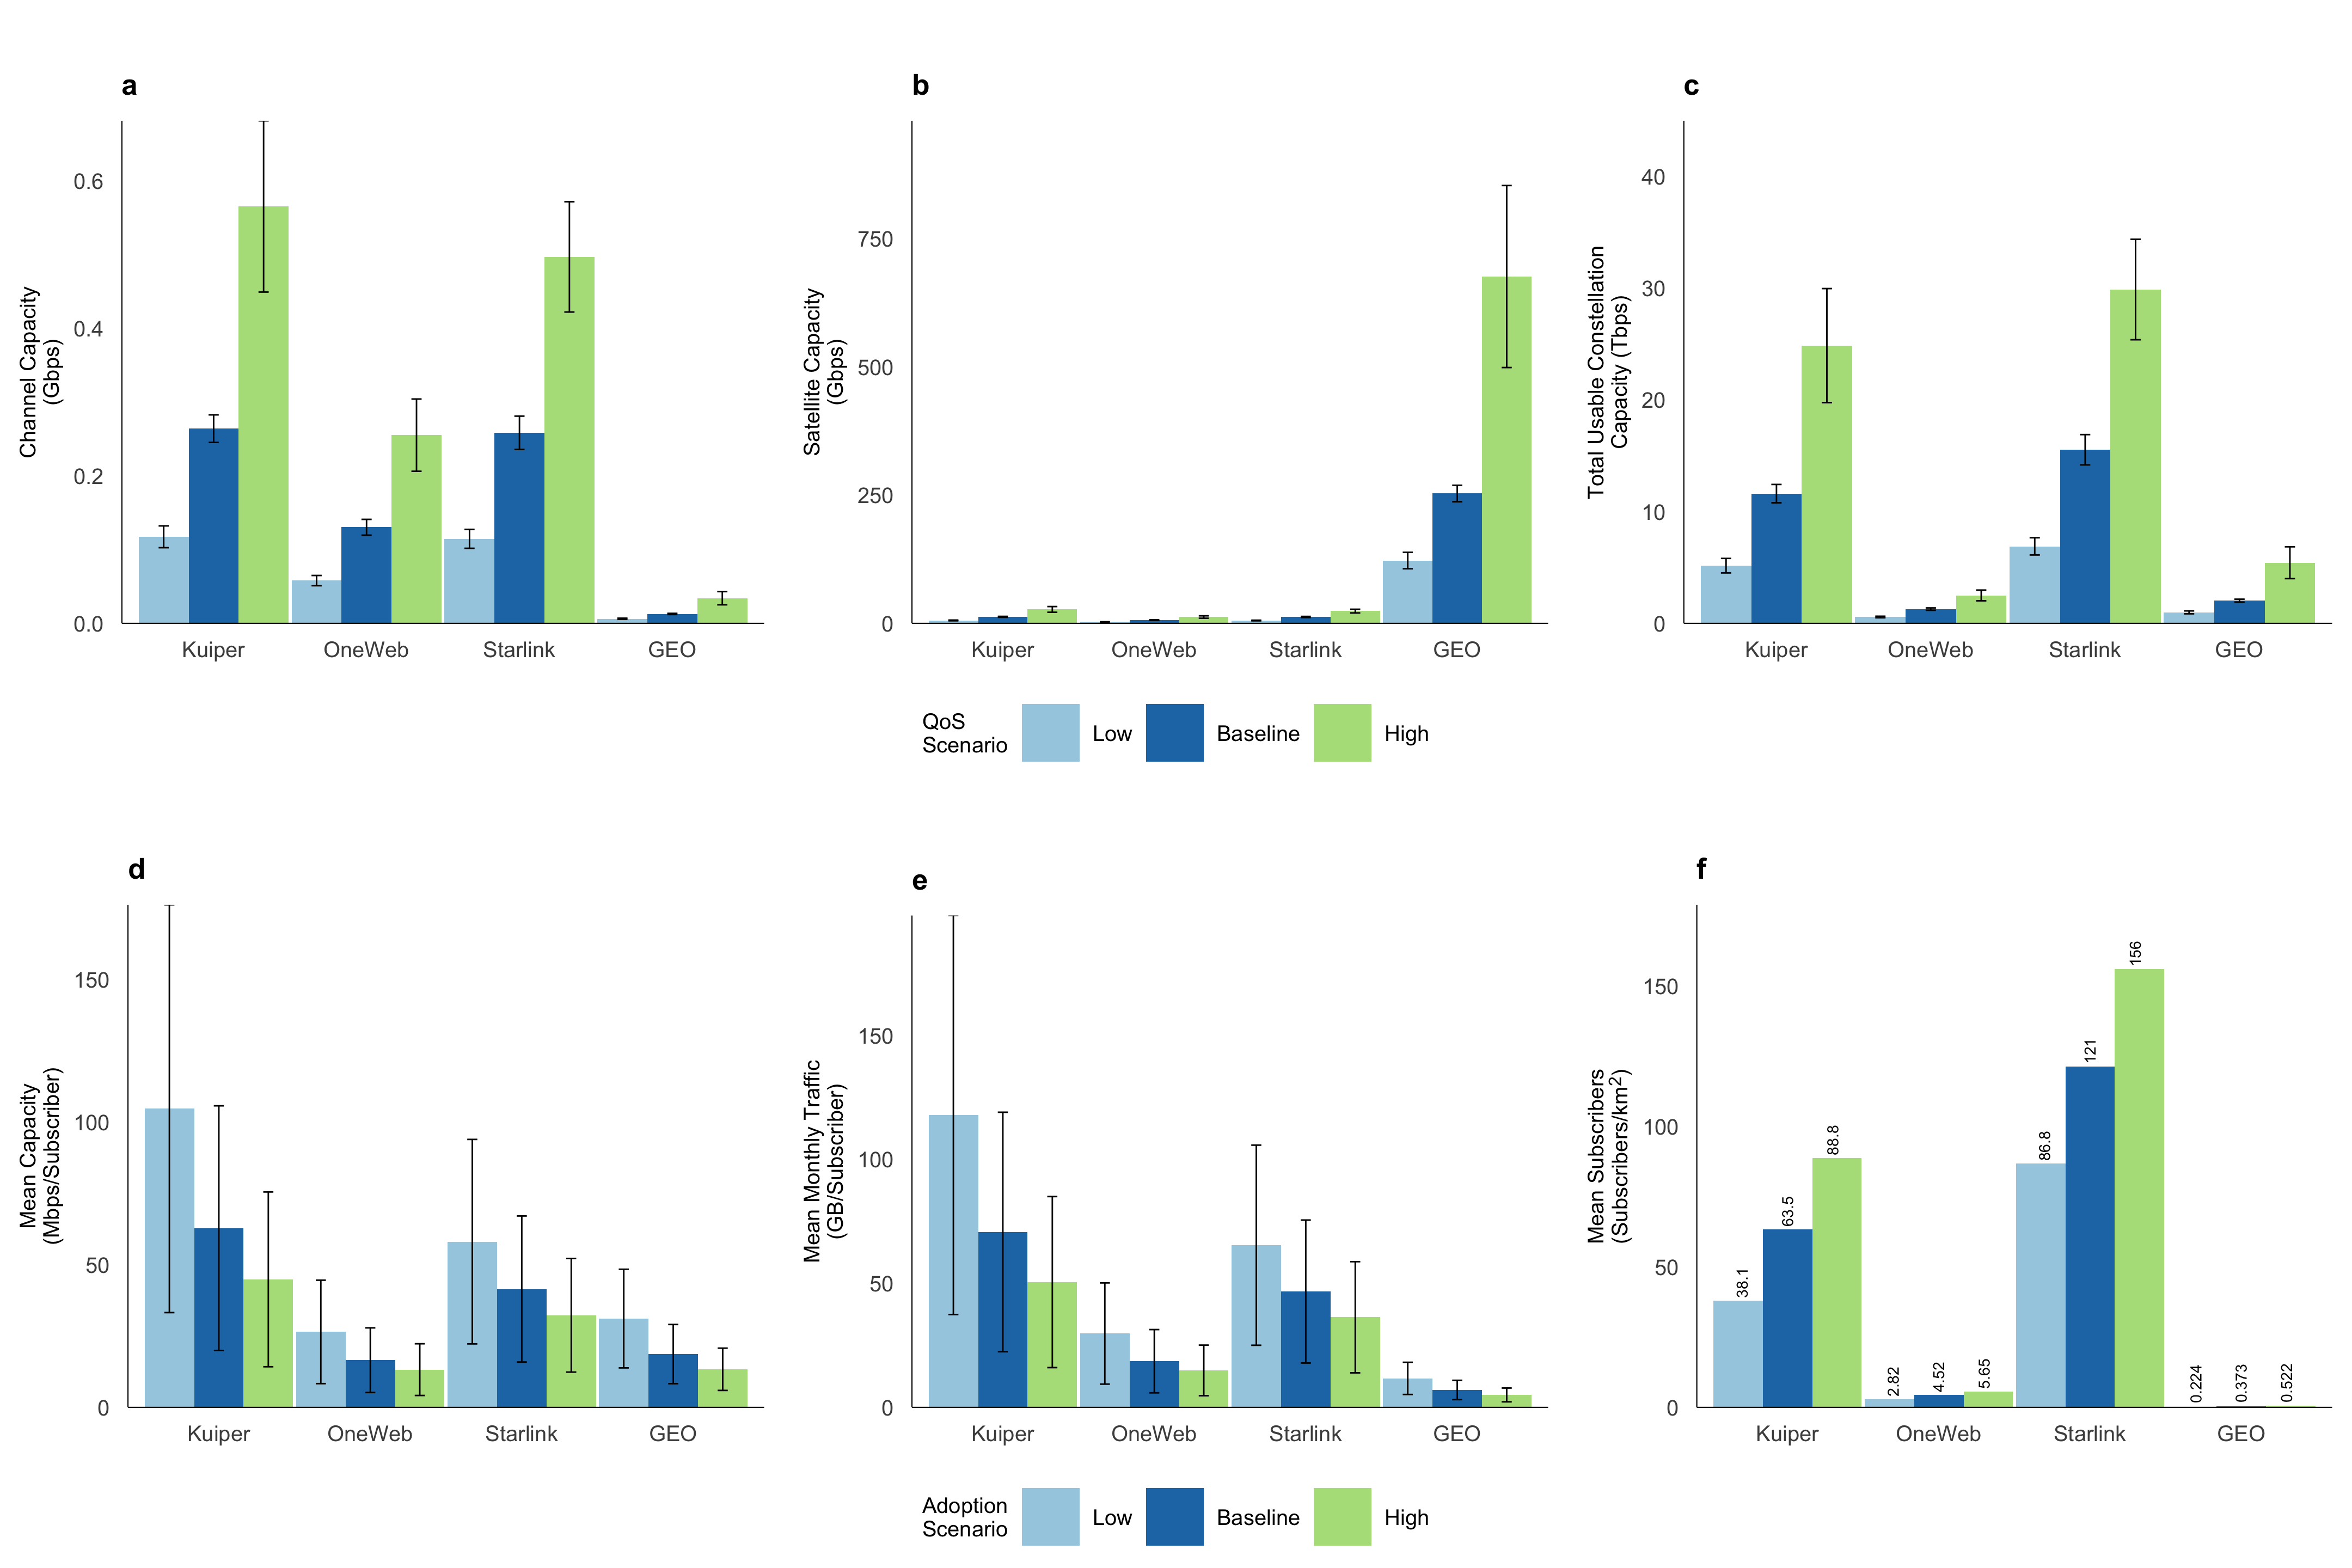 a
Channel Capacity
(Gbps)
0.6
0.4
0.2
0.0
Kuiper
OneWeb
Starlink
GEO
b
Satellite Capacity
(Gbps)
750
500
250
0
Kuiper
OneWeb
Starlink
GEO
c
Total Usable Constellation
Capacity (Tbps)
40
30
20
10
0
Kuiper
OneWeb
Starlink
GEO
QoS
Scenario
Low
Baseline
High
d
Mean Capacity
(Mbps/Subscriber)
150
100
50
0
Kuiper
OneWeb
Starlink
GEO
e
Mean Monthly Traffic
(GB/Subscriber)
150
100
50
0
Kuiper
OneWeb
Starlink
GEO
f
Mean Subscribers
(Subscribers/km²)
150
100
50
0
38.1
63.5
88.8
2.82
4.52
5.65
86.8
121
156
0.224
0.373
0.522
Kuiper
OneWeb
Starlink
GEO
Adoption
Scenario
Low
Baseline
High